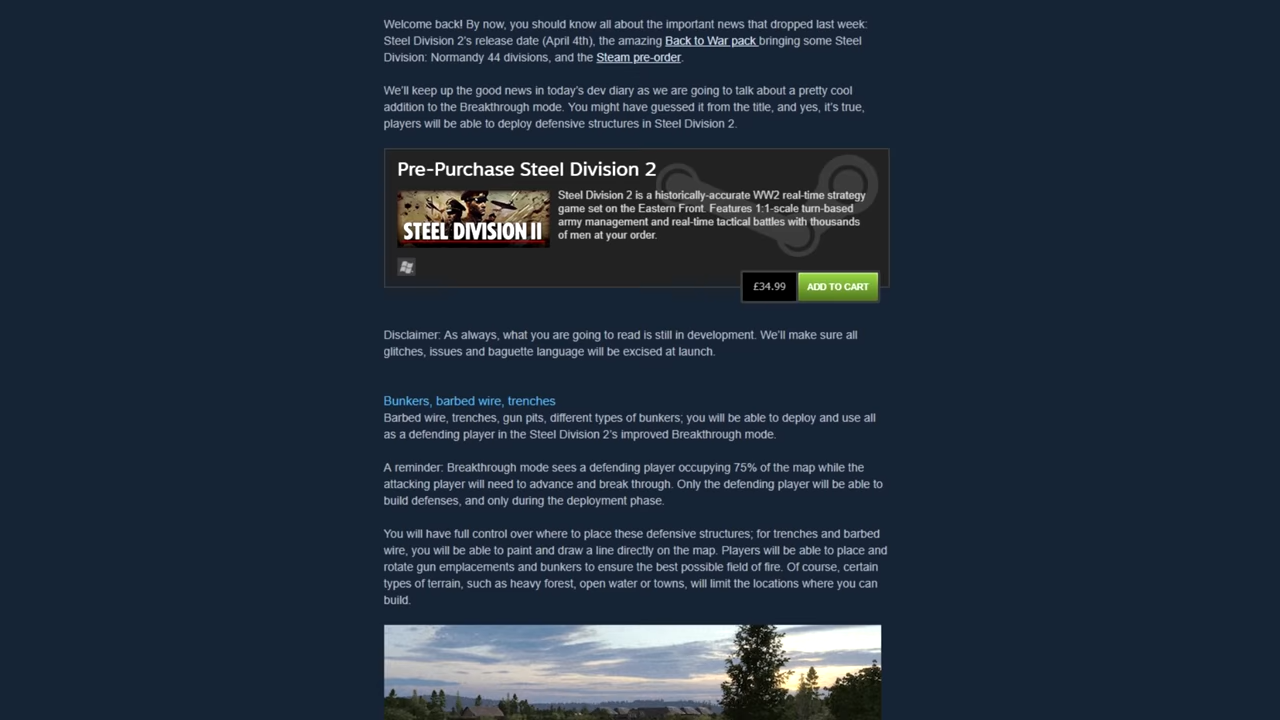 Welcome back! By now, you should know all about the important news that dropped last week:
Steel Division 2's release date (April 4th), the amazing Back to War pack bringing some Steel
Division: Normandy 44 divisions, and the Steam pre-order.
We'll keep up the good news in today's dev diary as we are going to talk about a pretty cool
addition to the Breakthrough mode. You might have guessed it from the title, and yes, it's true,
players will be able to deploy defensive structures in Steel Division 2.
Pre-Purchase Steel Division 2
STEEL DIVISION II
Steel Division 2 is a historically-accurate WW2 real-time strategy
game set on the Eastern Front. Features 1:1-scale turn-based
army management and real-time tactical battles with thousands
of men at your order.
£34.99
ADD TO CART
Disclaimer: As always, what you are going to read is still in development. We'll make sure all
glitches, issues and baguette language will be excised at launch.
Bunkers, barbed wire, trenches
Barbed wire, trenches, gun pits, different types of bunkers; you will be able to deploy and use all
as a defending player in the Steel Division 2's improved Breakthrough mode.
A reminder: Breakthrough mode sees a defending player occupying 75% of the map while the
attacking player will need to advance and break through. Only the defending player will be able to
build defenses, and only during the deployment phase.
You will have full control over where to place these defensive structures; for trenches and barbed
wire, you will be able to paint and draw a line directly on the map. Players will be able to place and
rotate gun emplacements and bunkers to ensure the best possible field of fire. Of course, certain
types of terrain, such as heavy forest, open water or towns, will limit the locations where you can
build.